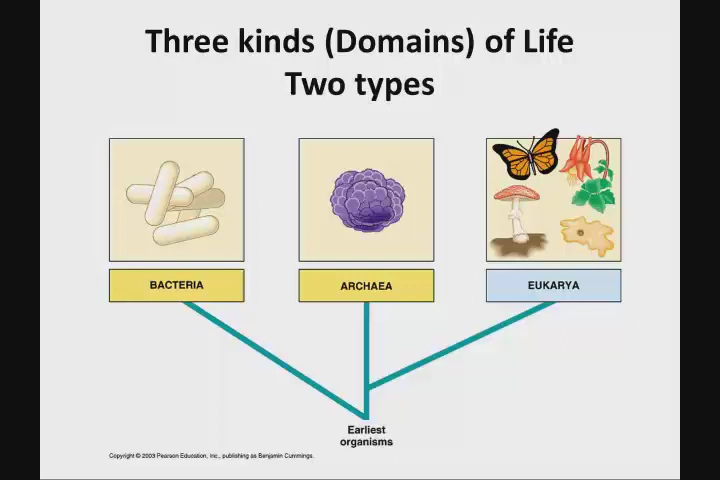 Three kinds (Domains) of Life
Two types
BACTERIA
ARCHAEA
EUKARYA
Earliest
organisms
Copyright © 2003 Pearson Education, Inc., publishing as Benjamin Cummings.